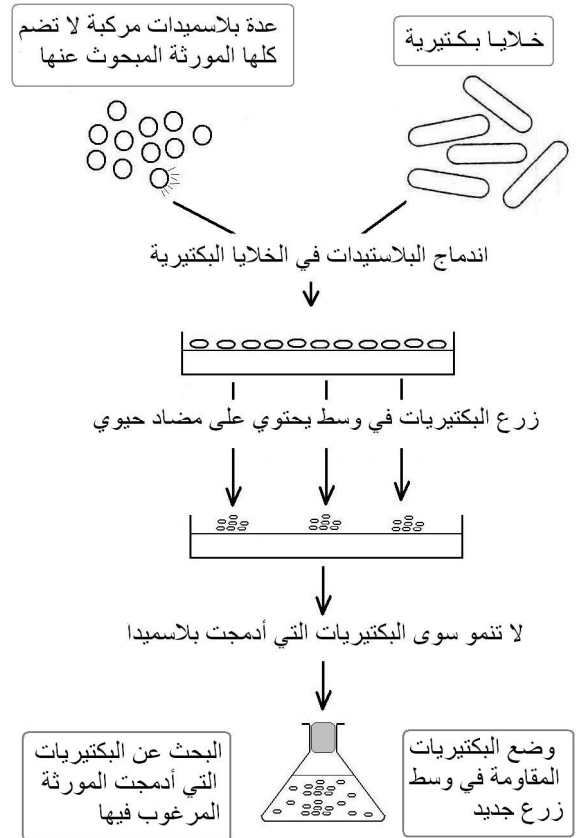 خلايا بكتيرية
عدة بلاسميدات مركبة لا تضم
كلها المورثة المبحوث عنها
اندماج البلاستيدات في الخلايا البكتيرية
زرع البكتيريات في وسط يحتوي على مضاد حيوي
لا تنمو سوى البكتيريات التي أدمجت بلاسميدا
وضع البكتيريات
المقاومة في وسط
زرع جديد
البحث عن البكتيريات
التي أدمجت المورثة
المرغوب فيها